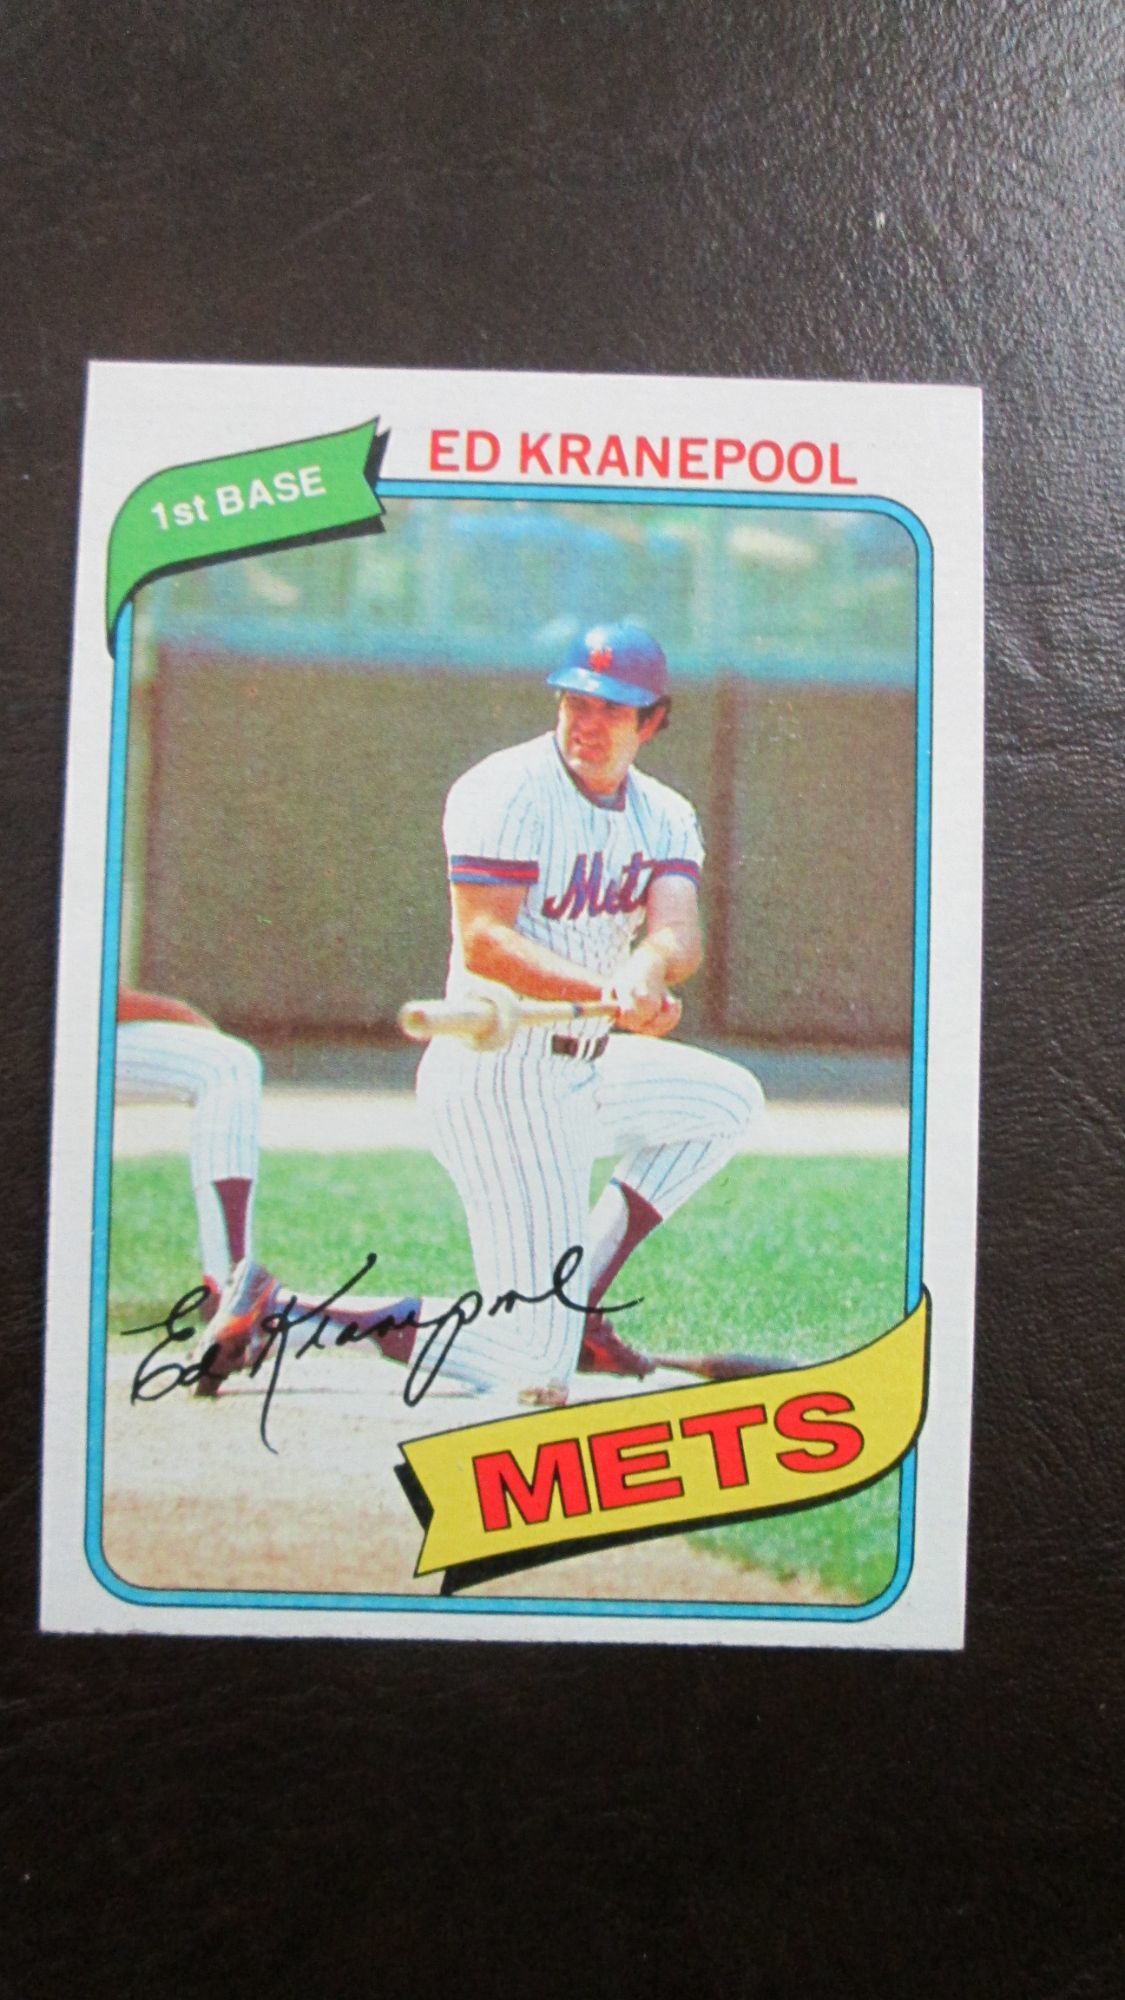 1st BASE
ED KRANEPOOL
Mets
Ed Kranepool
METS